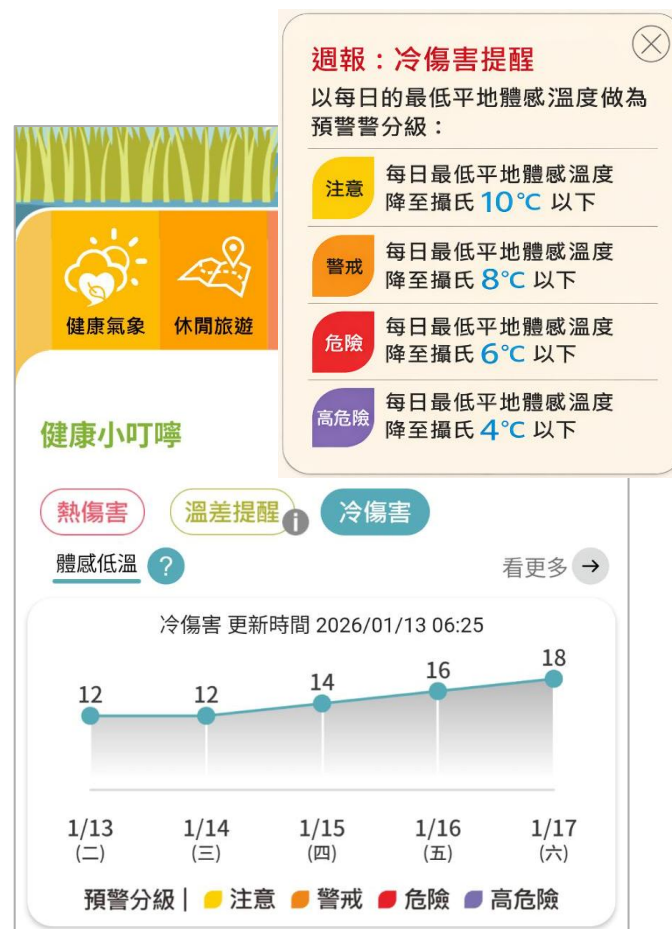 週報：冷傷害提醒
以每日的最低平地體感溫度做為
預警警分級：
注意
每日最低平地體感溫度
降至攝氏 10°C 以下
警戒
每日最低平地體感溫度
降至攝氏 8°C 以下
危險
每日最低平地體感溫度
降至攝氏 6°C 以下
高危險
每日最低平地體感溫度
降至攝氏 4°C 以下
健康氣象 休閒旅遊
健康小叮嚀
熱傷害 溫差提醒 i 冷傷害
體感低溫 ? 看更多 →
冷傷害 更新時間 2026/01/13 06:25
12 12 14 16 18
1/13 1/14 1/15 1/16 1/17
(二) (三) (四) (五) (六)
預警分級 | 注意 警戒 危險 高危險